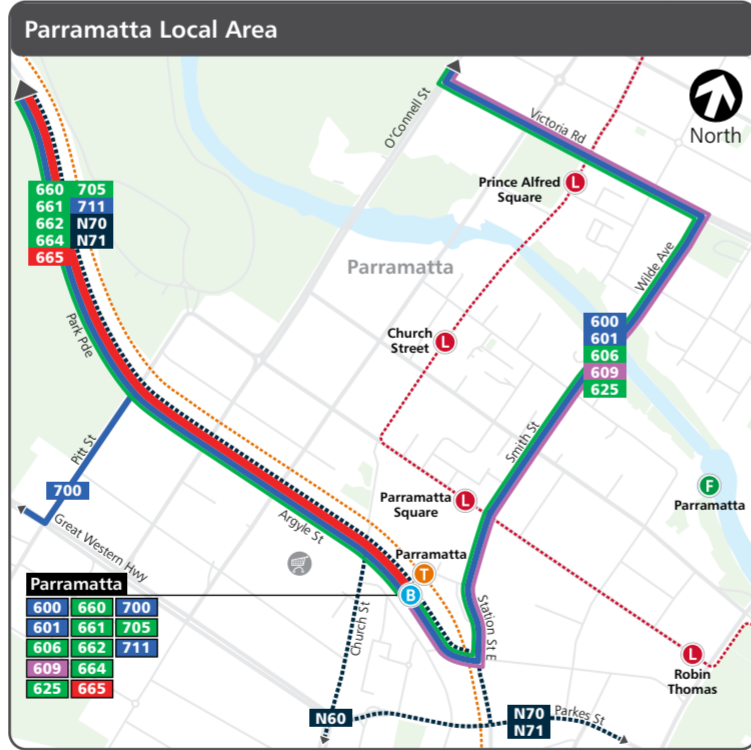 Parramatta Local Area
North
O'Connell St
Victoria Rd
Prince Alfred
Square
L
660 705
661 711
662 N70
664 N71
665
Parramatta
Wilde Ave
Park Pde
Church
Street
L
600
601
606
609
625
Pitt St
Smith St
700
Parramatta
Square
L
F
Parramatta
Great Western Hwy
Argyle St
Parramatta
T
B
Parramatta
600 660 700
601 661 705
606 662 711
609 664
625 665
Church St
Station St E
L
Robin
Thomas
N60
N70
N71
Parkes St